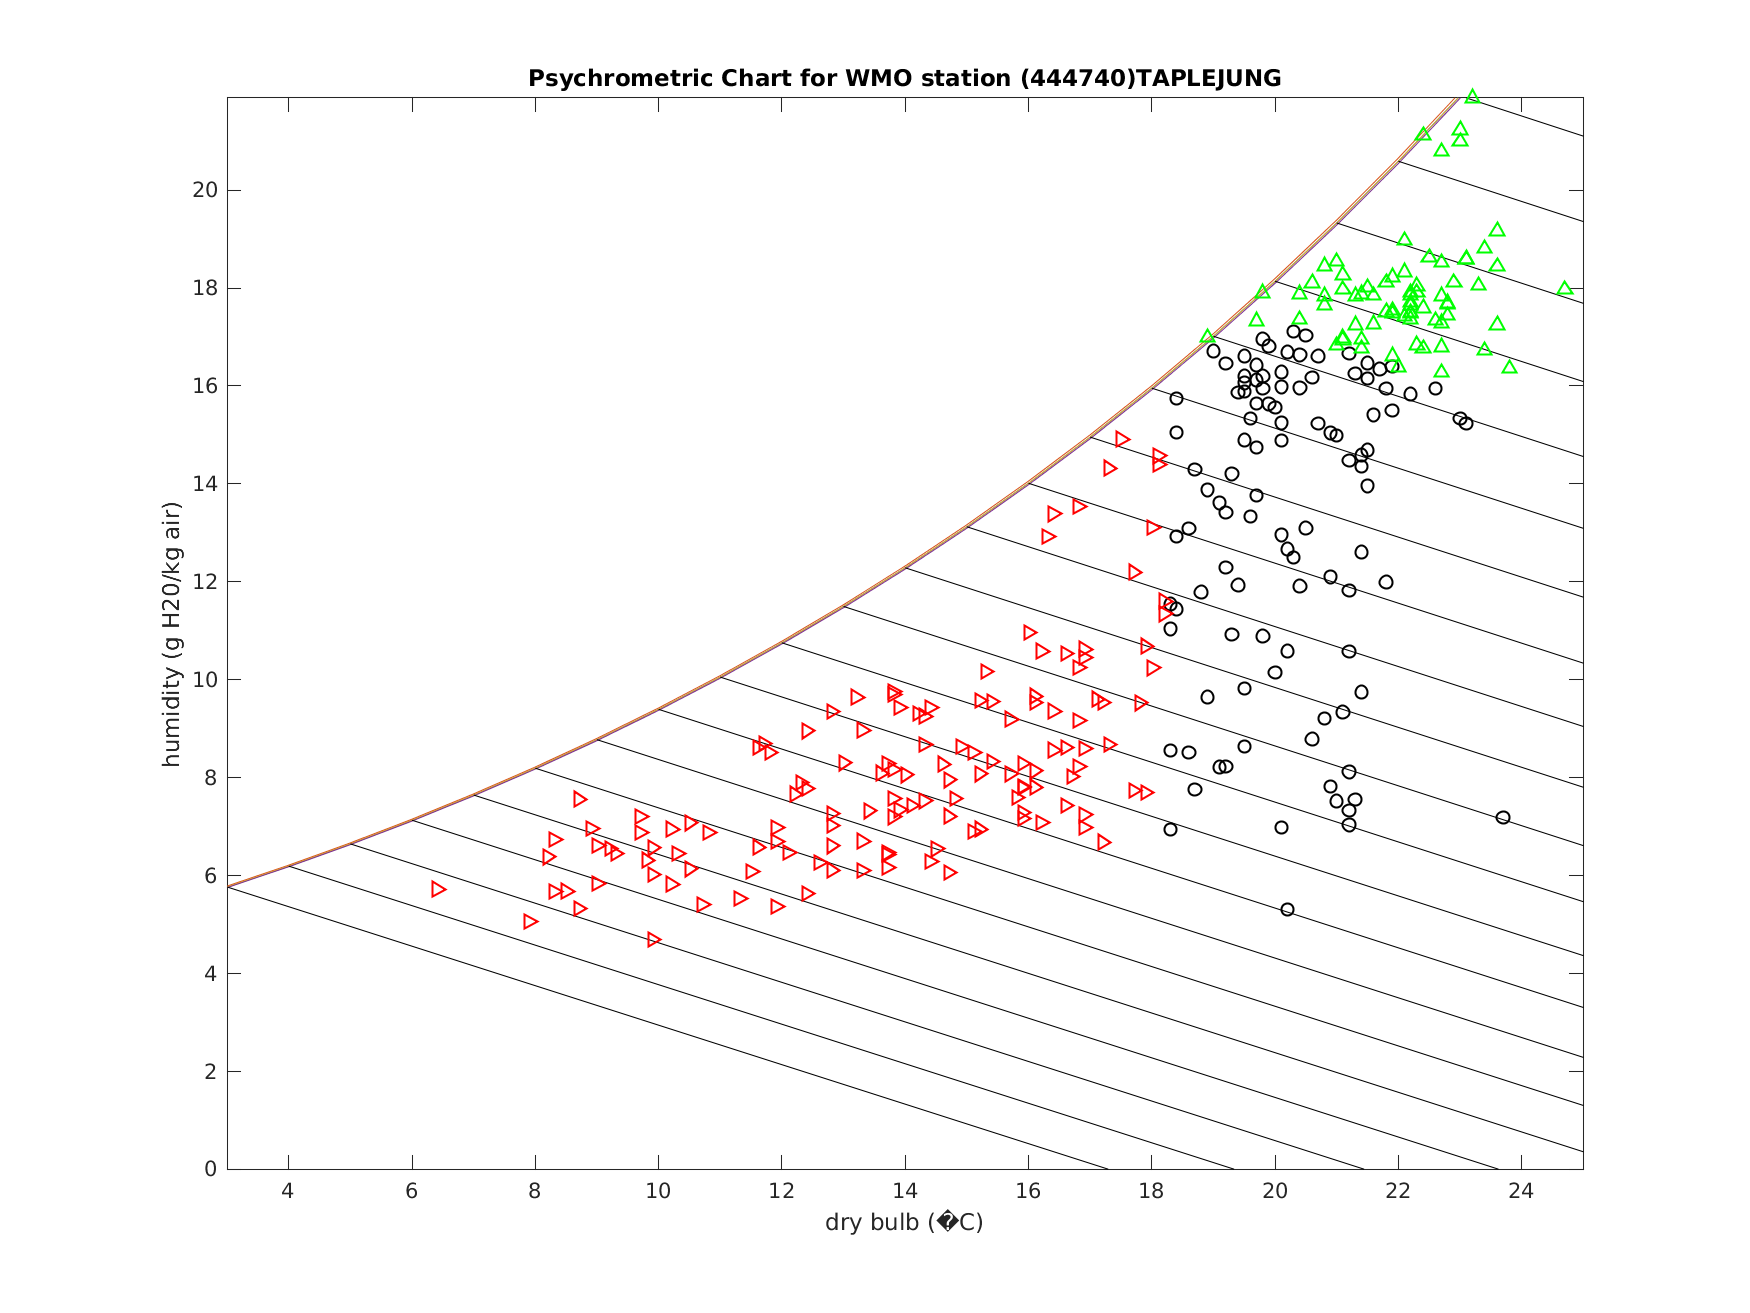 Psychrometric Chart for WMO station (444740)TAPLEJUNG
humidity (g H20/kg air)
20
18
16
14
12
10
8
6
4
2
0
4 6 8 10 12 14 16 18 20 22 24
dry bulb (�C)